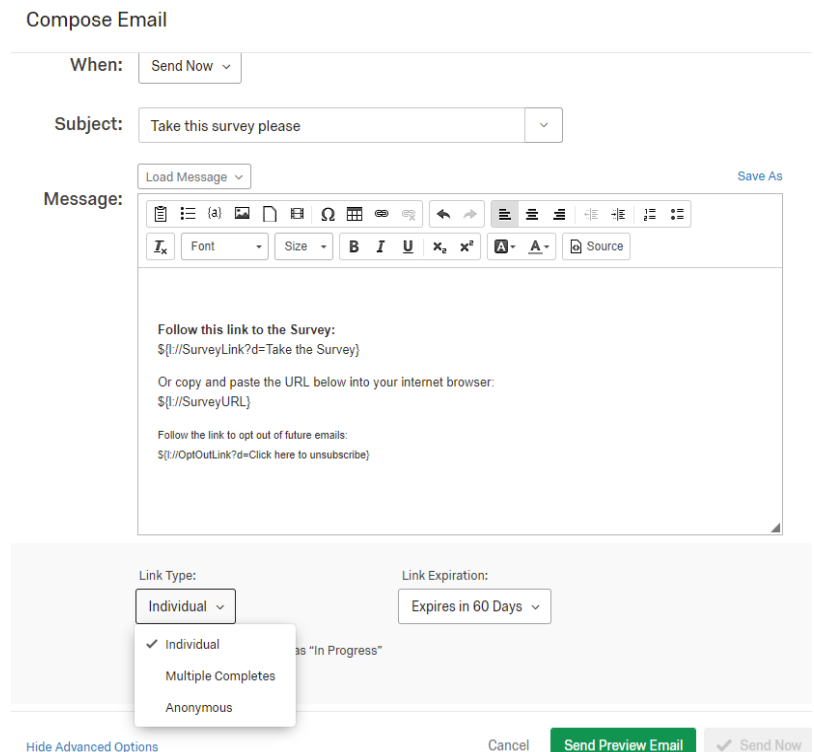 Compose Email
When: Send Now
Subject: Take this survey please
Load Message Save As
Message:
{a} Ω
Font Size B I U x₂ x² A A Source
Follow this link to the Survey:
${l://SurveyLink?d=Take the Survey}
Or copy and paste the URL below into your internet browser:
${l://SurveyURL}
Follow the link to opt out of future emails:
${l://OptOutLink?d=Click here to unsubscribe}
Link Type: Link Expiration:
Individual Expires in 60 Days
Individual as “In Progress”
Multiple Completes
Anonymous
Hide Advanced Options Cancel Send Preview Email Send Now